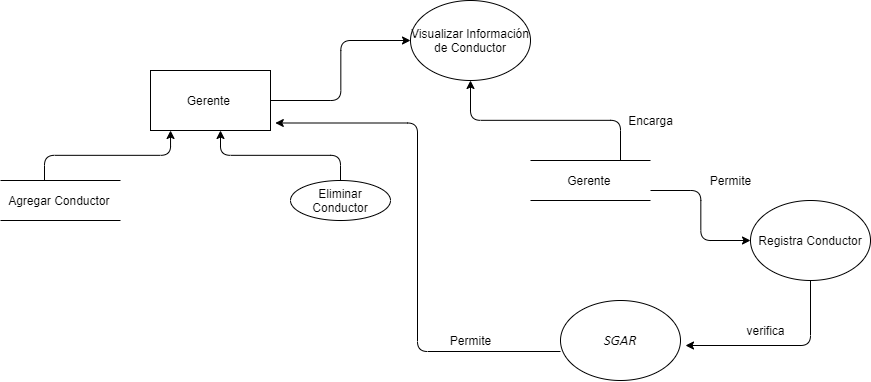 Visualizar Información
de Conductor
Gerente
Encarga
Agregar Conductor
Eliminar
Conductor
Gerente
Permite
Registra Conductor
Permite
SGAR
verifica